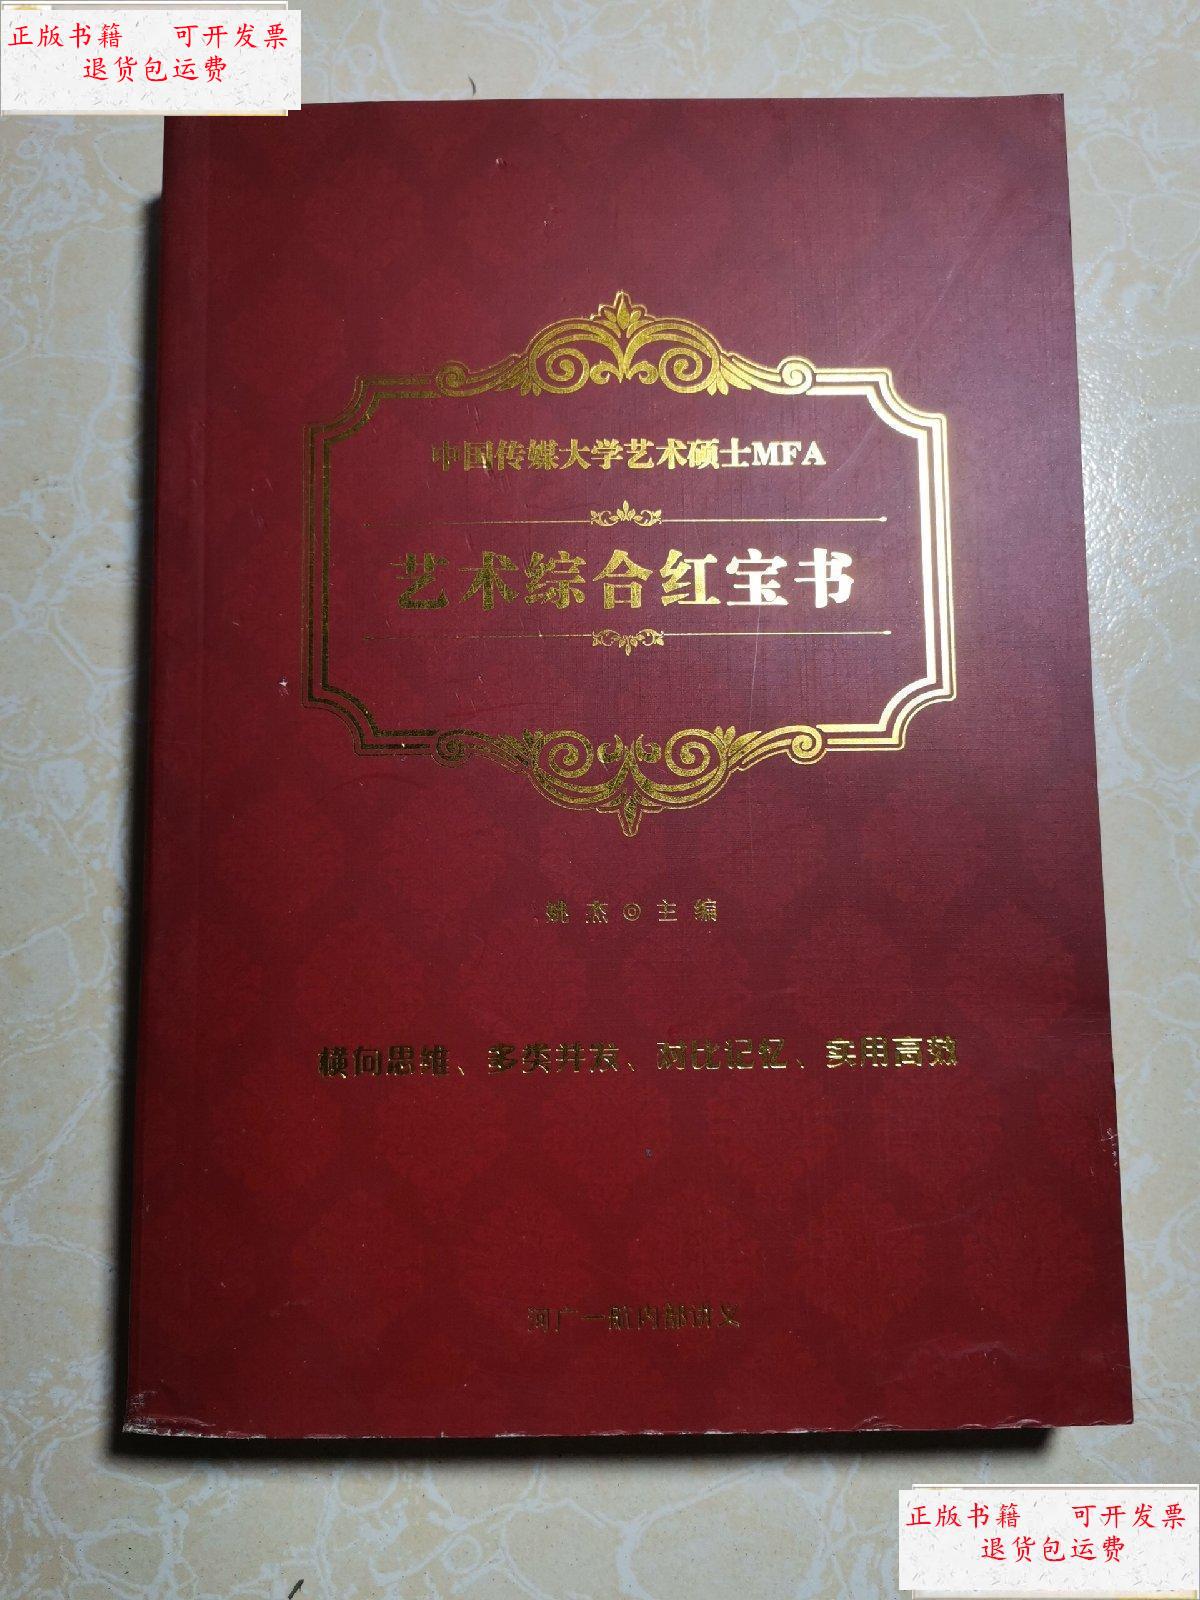 正版书籍 可开发票
退货包运费
中国传媒大学艺术硕士MFA
艺术综合红宝书
姚杰◎主编
横向思维、多类并发、对比记忆、实用高效
河广一航内部讲义
正版书籍 可开发票
退货包运费